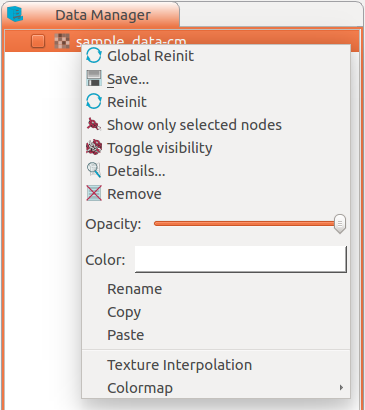 Data Manager
sample_data-cm
Global Reinit
Save...
Reinit
Show only selected nodes
Toggle visibility
Details...
Remove
Opacity:
Color:
Rename
Copy
Paste
Texture Interpolation
Colormap